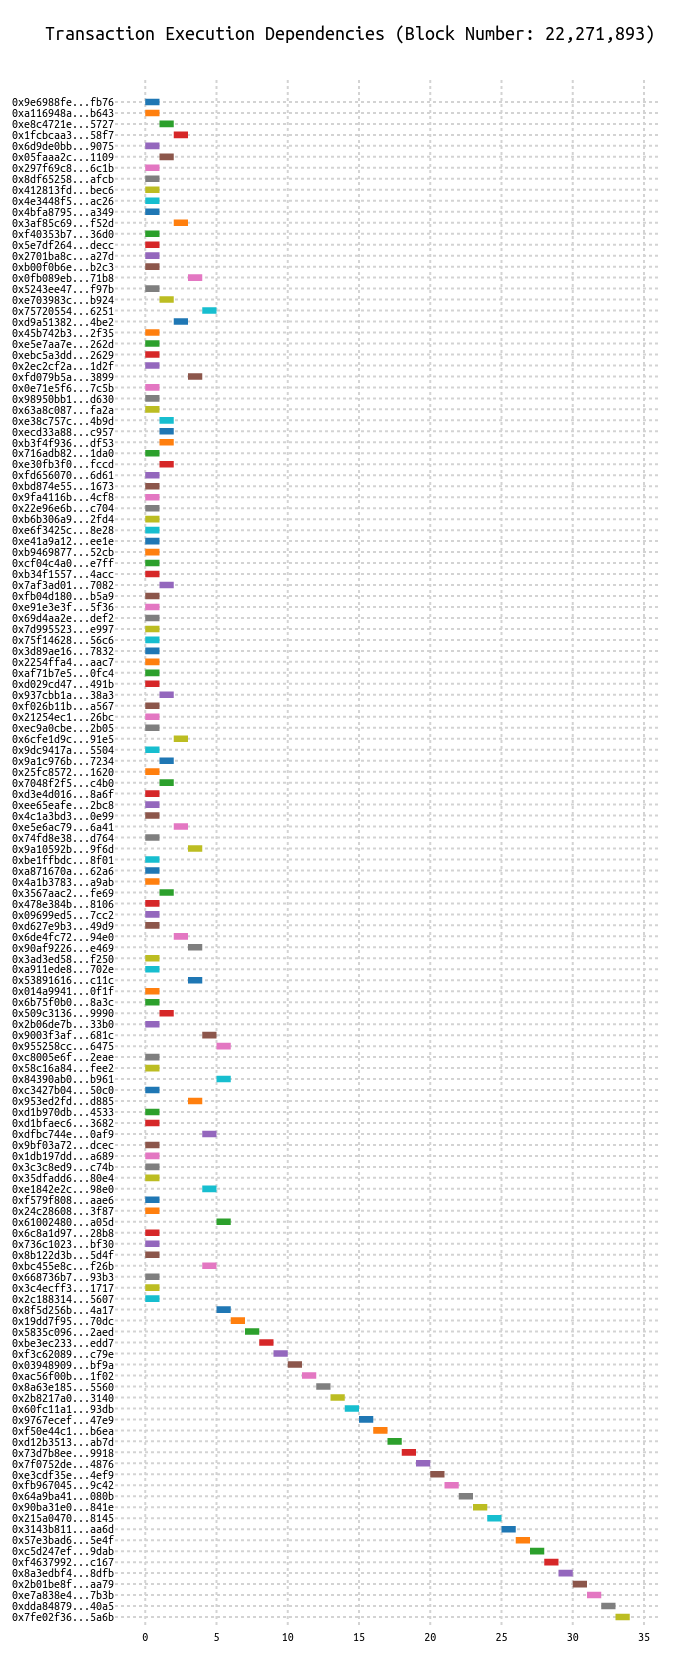 Transaction Execution Dependencies (Block Number: 22,271,893)
0x9e6988fe...fb76
0xa116948a...b643
0xe8c4721e...5727
0x1fcbcaa3...58f7
0x6d9de0bb...9075
0x05faaa2c...1109
0x297f69c8...6c1b
0x8df65258...afcb
0x412813fd...bec6
0x4e3448f5...ac26
0x4bfa8795...a349
0x3af85c69...f52d
0xf40353b7...36d0
0x5e7df264...decc
0x2701ba8c...a27d
0xb00f0b6e...b2c3
0x0fb089eb...71b8
0x5243ee47...f97b
0xe703983c...b924
0x75720554...6251
0xd9a51382...4be2
0x45b742b3...2f35
0xe5e7aa7e...262d
0xebc5a3dd...2629
0x2ec2cf2a...1d2f
0xfd079b5a...3899
0x0e71e5f6...7c5b
0x98950bb1...d630
0x63a8c087...fa2a
0xe38c757c...4b9d
0xecd33a88...c957
0xb3f4f936...df53
0x716adb82...1da0
0xe30fb3f0...fccd
0xfd656070...6d61
0xbd874e55...1673
0x9fa4116b...4cf8
0x22e96e6b...c704
0xb6b306a9...2fd4
0xe6f3425c...8e28
0xe41a9a12...ee1e
0xb9469877...52cb
0xcf04c4a0...e7ff
0xb34f1557...4acc
0x7af3ad01...7082
0xfb04d180...b5a9
0xe91e3e3f...5f36
0x69d4aa2e...def2
0x7d995523...e997
0x75f14628...56c6
0x3d89ae16...7832
0x2254ffa4...aac7
0xaf71b7e5...0fc4
0xd029cd47...491b
0x937cbb1a...38a3
0xf026b11b...a567
0x21254ec1...26bc
0xec9a0cbe...2b05
0x6cfe1d9c...91e5
0x9dc9417a...5504
0x9a1c976b...7234
0x25fc8572...1620
0x7048f2f5...c4b0
0xd3e4d016...8a6f
0xee65eafe...2bc8
0x4c1a3bd3...0e99
0xe5e6ac79...6a41
0x74fd8e38...d764
0x9a10592b...9f6d
0xbe1ffbdc...8f01
0xa871670a...62a6
0x4a1b3783...a9ab
0x3567aac2...fe69
0x478e384b...8106
0x09699ed5...7cc2
0xd627e9b3...49d9
0x6de4fc72...94e0
0x90af9226...e469
0x3ad3ed58...f250
0xa911ede8...702e
0x53891616...c11c
0x014a9941...0f1f
0x6b75f0b0...8a3c
0x509c3136...9990
0x2b06de7b...33b0
0x9003f3af...681c
0x955258cc...6475
0xc8005e6f...2eae
0x58c16a84...fee2
0x84390ab0...b961
0xc3427b04...50c0
0x953ed2fd...d885
0xd1b970db...4533
0xd1bfaec6...3682
0xdfbc744e...0af9
0x9bf03a72...dcec
0x1db197dd...a689
0x3c3c8ed9...c74b
0x35dfadd6...80e4
0xe1842e2c...98e0
0xf579f808...aae6
0x24c28608...3f87
0x61002480...a05d
0x6c8a1d97...28b8
0x736c1023...bf30
0x8b122d3b...5d4f
0xbc455e8c...f26b
0x668736b7...93b3
0x3c4ecff3...1717
0x2c188314...5607
0x8f5d256b...4a17
0x19dd7f95...70dc
0x5835c096...2aed
0xbe3ec233...edd7
0xf3c62089...c79e
0x03948909...bf9a
0xac56f00b...1f02
0x8a63e185...5560
0x2b8217a0...3140
0x60fc11a1...93db
0x9767ecef...47e9
0xf50e44c1...b6ea
0xd12b3513...ab7d
0x73d7b8ee...9918
0x7f0752de...4876
0xe3cdf35e...4ef9
0xfb967045...9c42
0x64a9ba41...080b
0x90ba31e0...841e
0x215a0470...8145
0x3143b811...aa6d
0x57e3bad6...5e4f
0xc5d247ef...9dab
0xf4637992...c167
0x8a3edbf4...8dfb
0x2b01be8f...aa79
0xe7a838e4...7b3b
0xdda84879...40a5
0x7fe02f36...5a6b
0 5 10 15 20 25 30 35